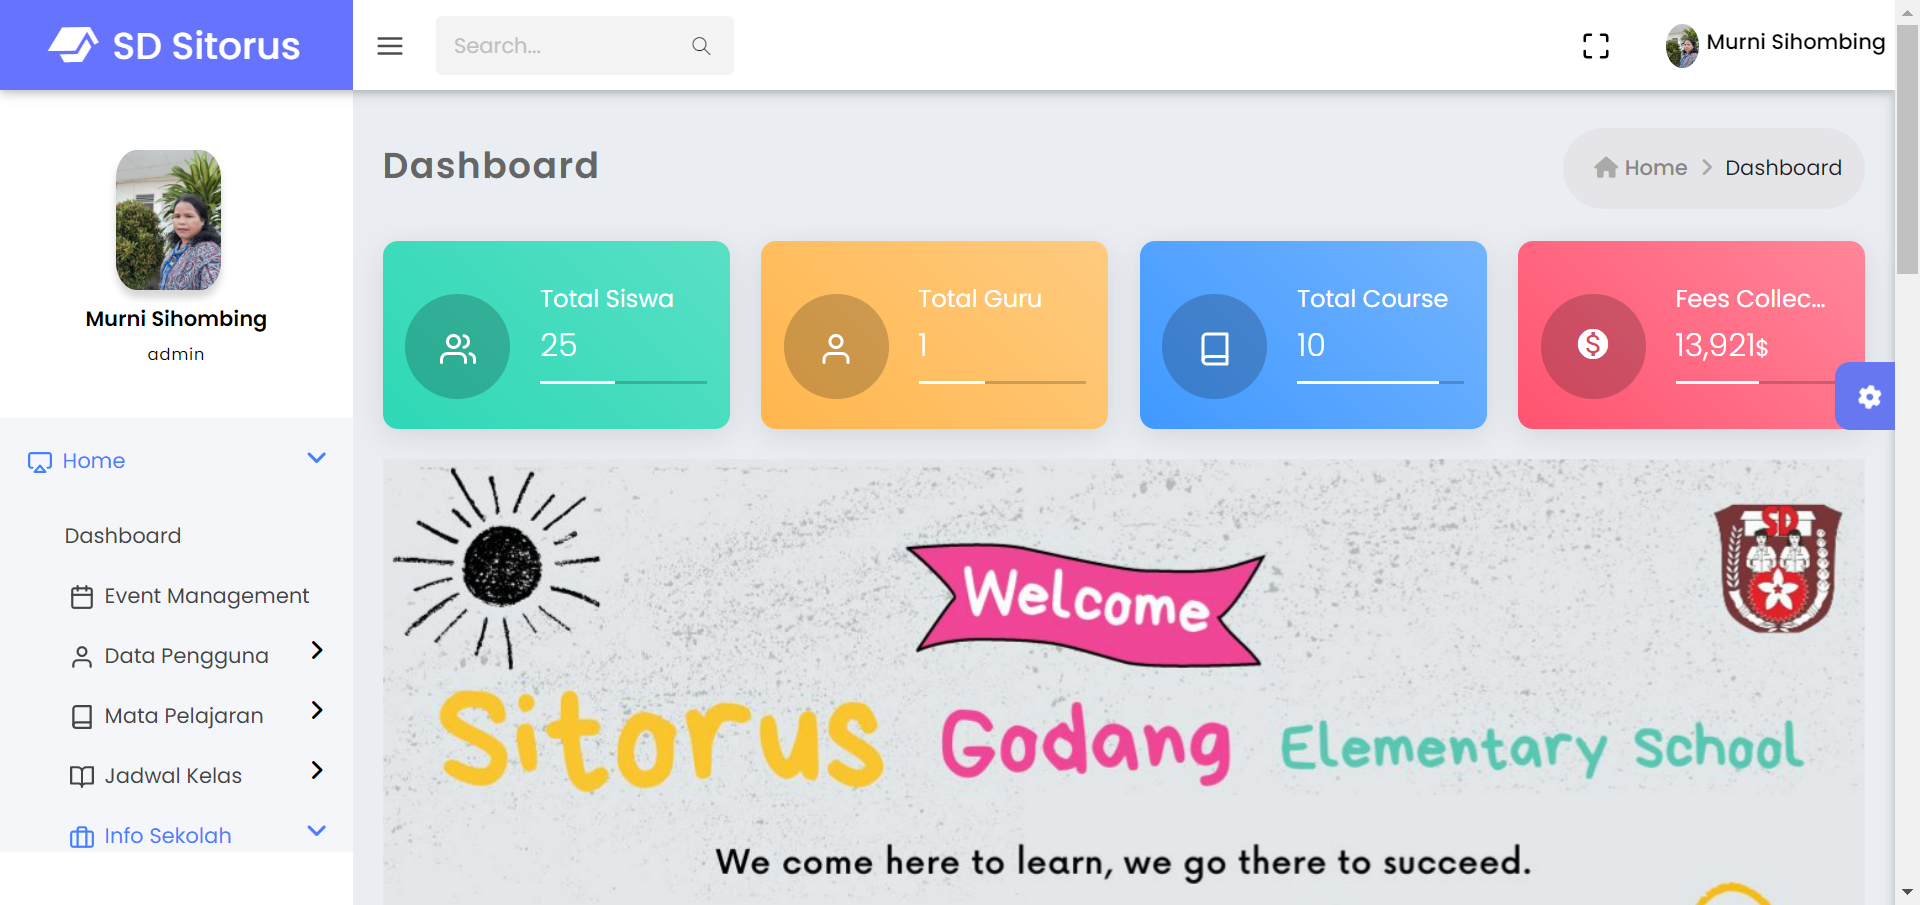 SD Sitorus
Search...
Murni Sihombing
Murni Sihombing
admin
Home
Dashboard
Event Management
Data Pengguna
Mata Pelajaran
Jadwal Kelas
Info Sekolah
Dashboard
Home
Dashboard
Total Siswa
25
Total Guru
1
Total Course
10
Fees Collec...
13,921$
Welcome
SD
Sitorus Godang Elementary School
We come here to learn, we go there to succeed.